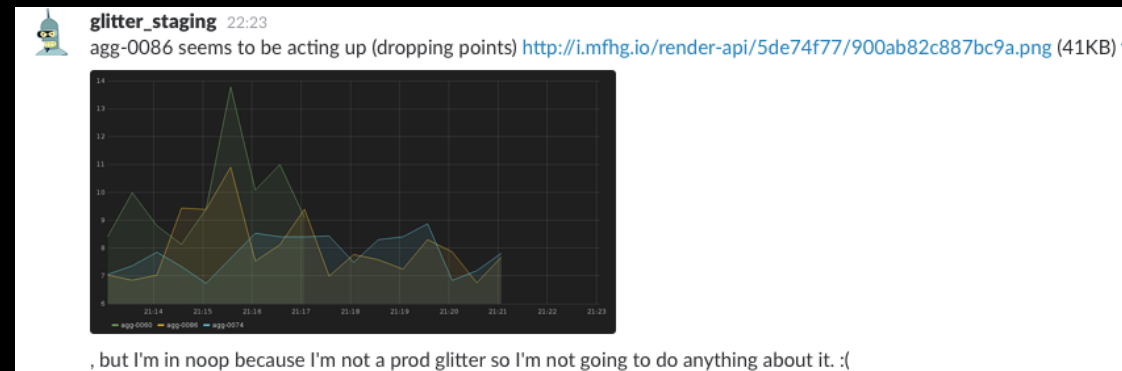 glitter_staging 22:23
agg-0086 seems to be acting up (dropping points) http://i.mfhg.io/render-api/5de74f77/900ab82c887bc9a.png (41KB)
14
13
12
11
10
9
8
7
6
21:14 21:15 21:16 21:17 21:18 21:19 21:20 21:21 21:22 21:23
agg-0060 agg-0086 agg-0074
, but I'm in noop because I'm not a prod glitter so I'm not going to do anything about it. :(